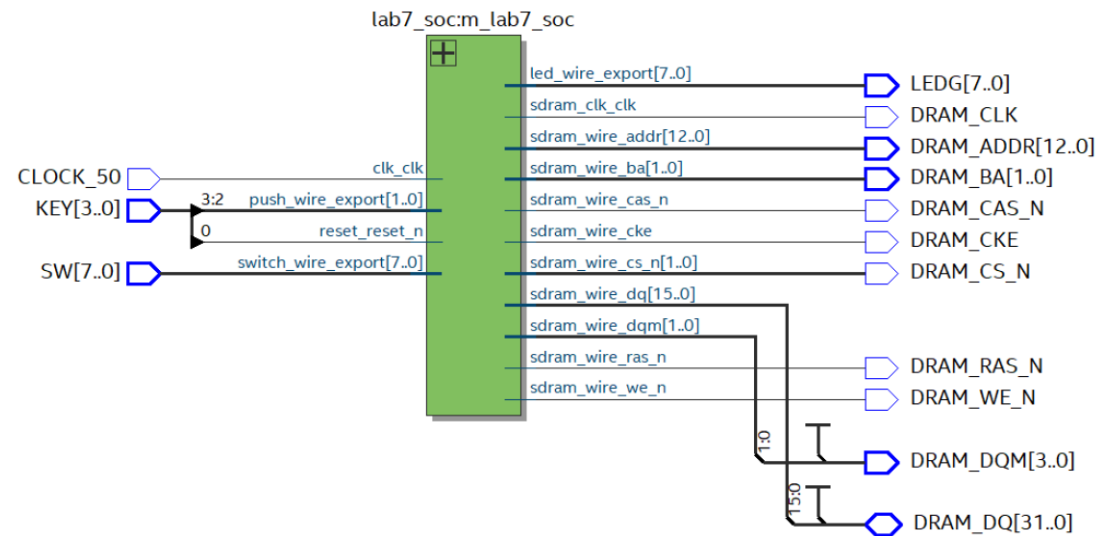 lab7_soc:m_lab7_soc
led_wire_export[7..0]
LEDG[7..0]
sdram_clk_clk
DRAM_CLK
sdram_wire_addr[12..0]
DRAM_ADDR[12..0]
CLOCK_50
clk_clk
sdram_wire_ba[1..0]
DRAM_BA[1..0]
KEY[3..0]
3:2
push_wire_export[1..0]
sdram_wire_cas_n
DRAM_CAS_N
0
reset_reset_n
sdram_wire_cke
DRAM_CKE
SW[7..0]
switch_wire_export[7..0]
sdram_wire_cs_n[1..0]
DRAM_CS_N
sdram_wire_dq[15..0]
sdram_wire_dqm[1..0]
sdram_wire_ras_n
DRAM_RAS_N
sdram_wire_we_n
DRAM_WE_N
1:0
DRAM_DQM[3..0]
15:0
DRAM_DQ[31..0]